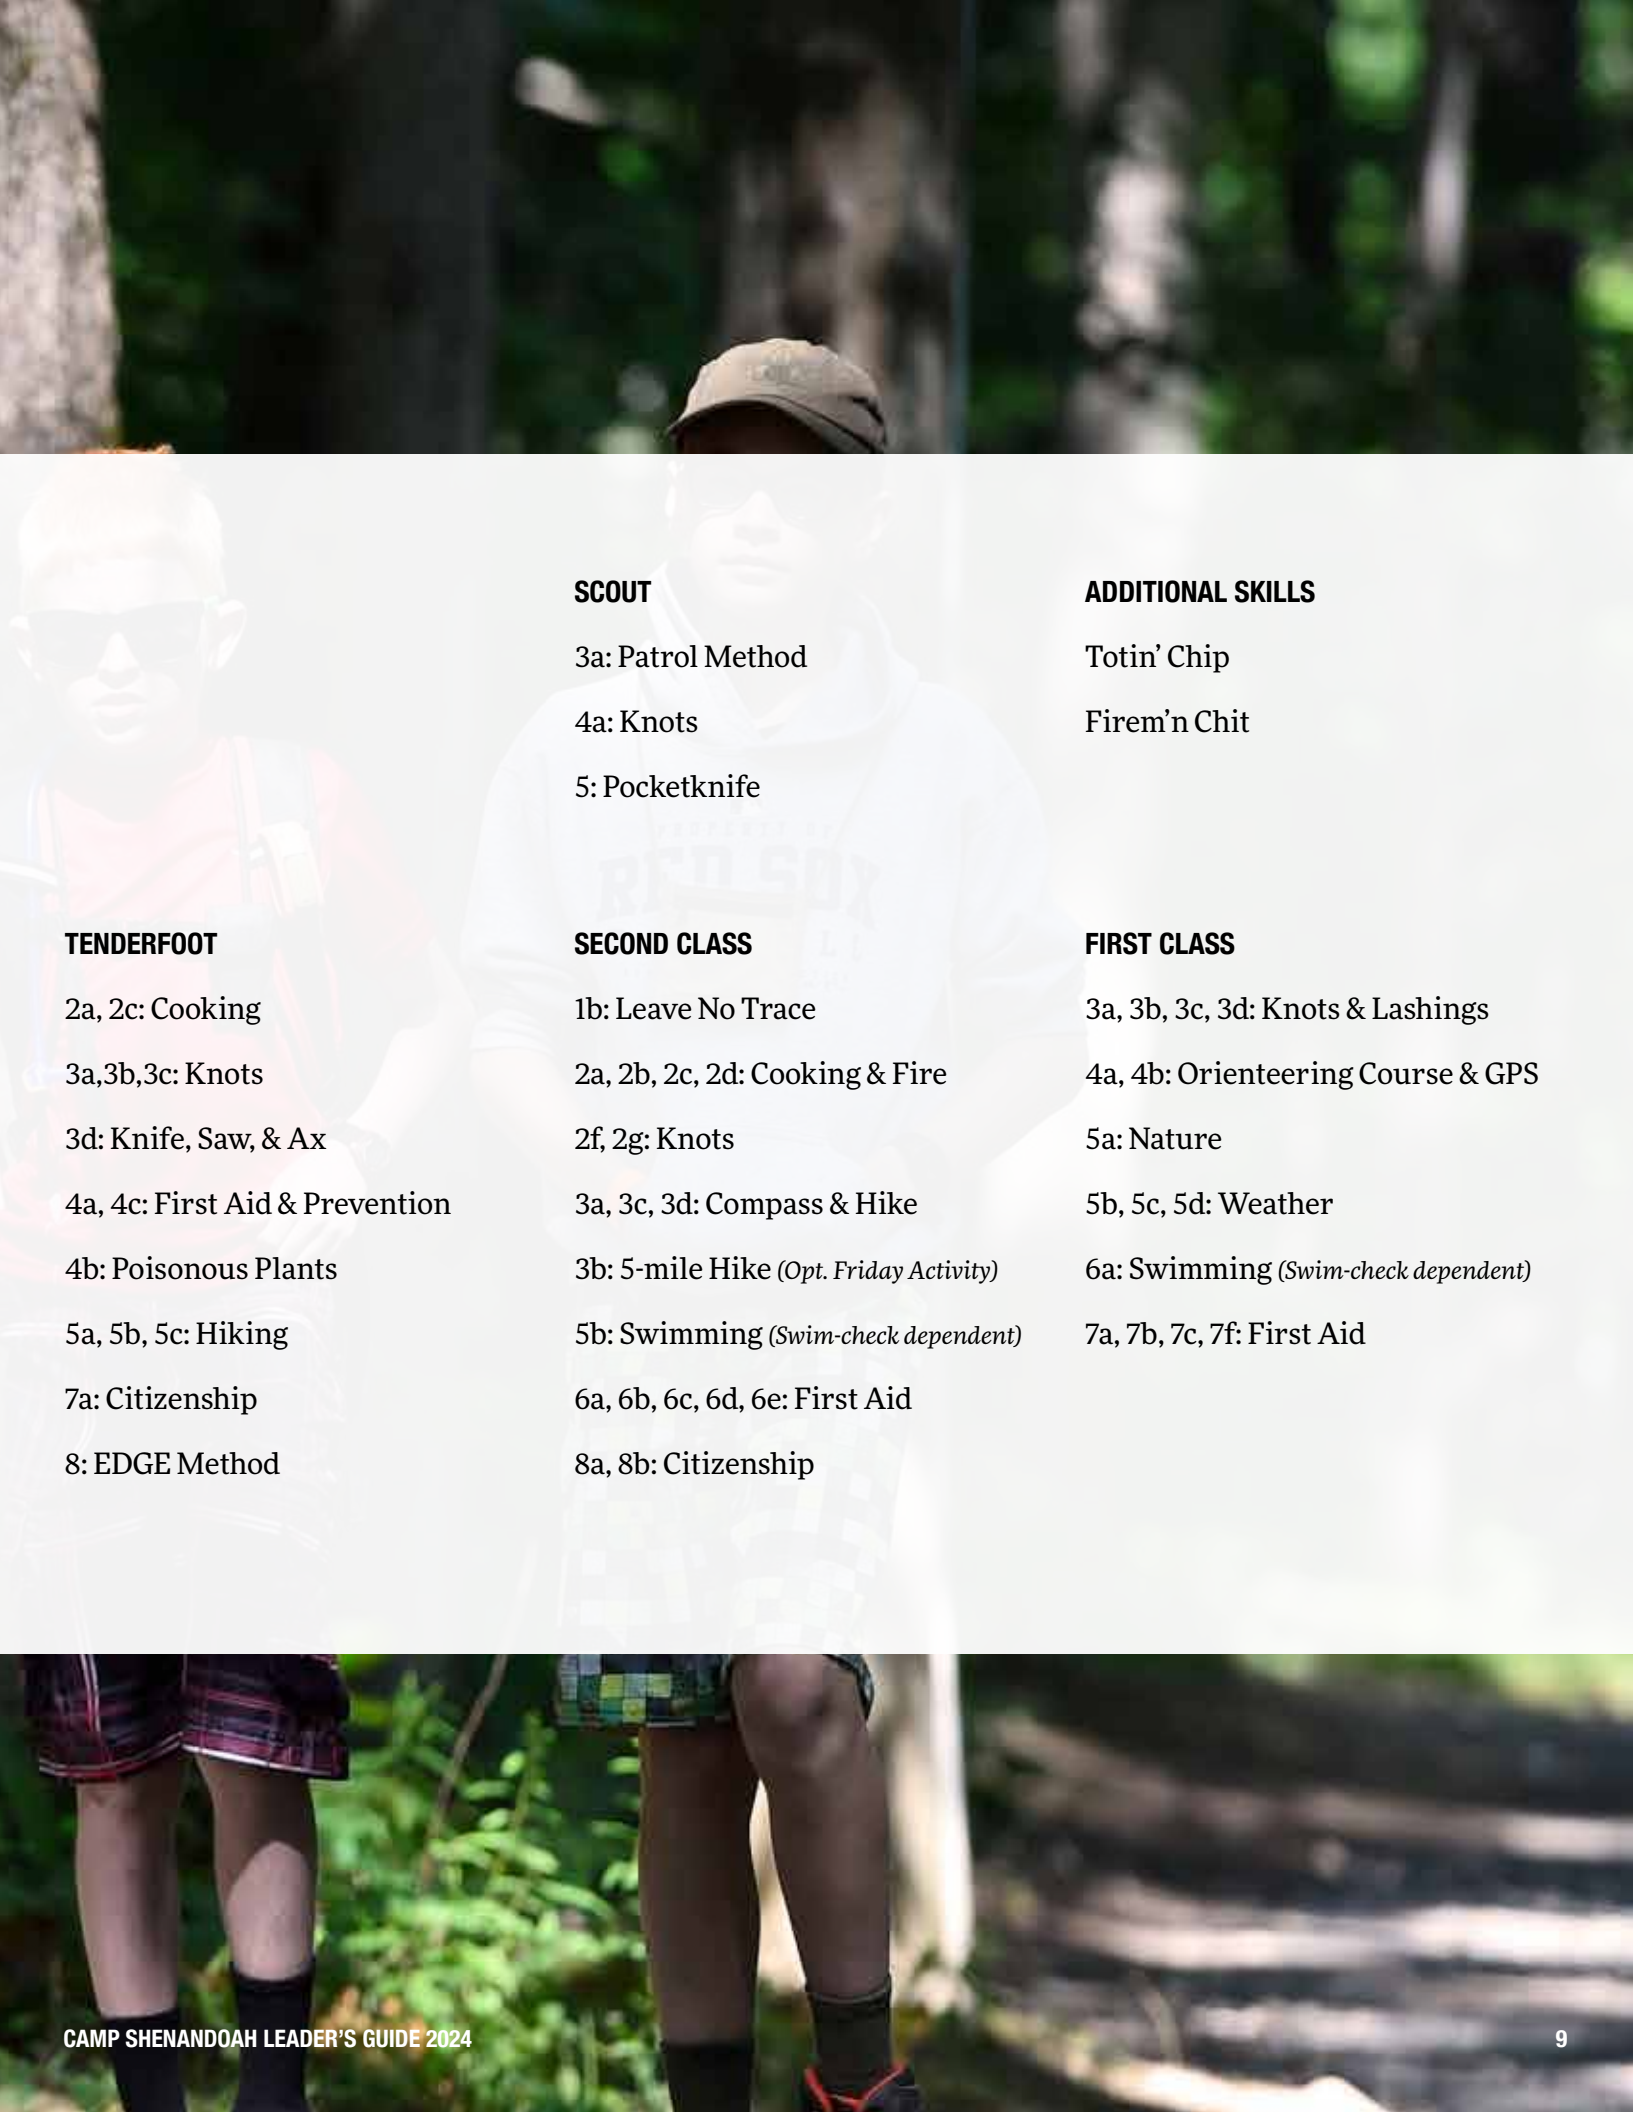 SCOUT
3a: Patrol Method
4a: Knots
5: Pocketknife
ADDITIONAL SKILLS
Totin’ Chip
Firem’n Chit
PROPERTY OF
RED SOX
TENDERFOOT
2a, 2c: Cooking
3a,3b,3c: Knots
3d: Knife, Saw, & Ax
4a, 4c: First Aid & Prevention
4b: Poisonous Plants
5a, 5b, 5c: Hiking
7a: Citizenship
8: EDGE Method
SECOND CLASS
1b: Leave No Trace
2a, 2b, 2c, 2d: Cooking & Fire
2f, 2g: Knots
3a, 3c, 3d: Compass & Hike
3b: 5-mile Hike (Opt. Friday Activity)
5b: Swimming (Swim-check dependent)
6a, 6b, 6c, 6d, 6e: First Aid
8a, 8b: Citizenship
FIRST CLASS
3a, 3b, 3c, 3d: Knots & Lashings
4a, 4b: Orienteering Course & GPS
5a: Nature
5b, 5c, 5d: Weather
6a: Swimming (Swim-check dependent)
7a, 7b, 7c, 7f: First Aid
CAMP SHENANDOAH LEADER’S GUIDE 2024
9